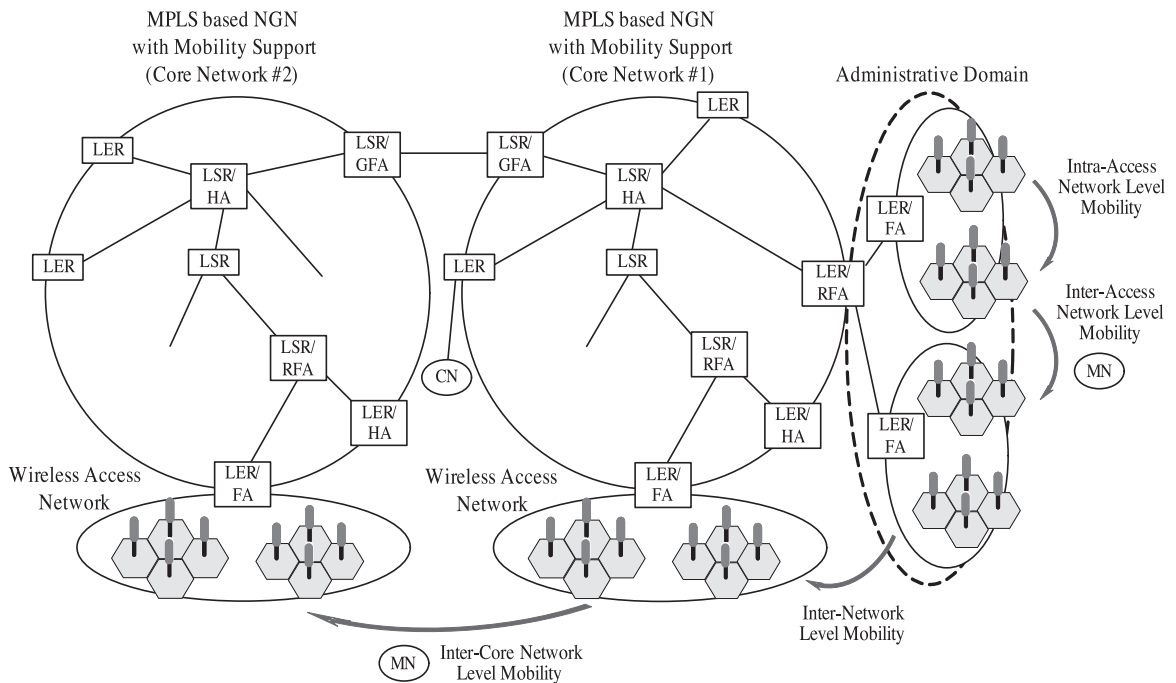 MPLS based NGN
with Mobility Support
(Core Network #2)
MPLS based NGN
with Mobility Support
(Core Network #1)
Administrative Domain
LER
LER
LSR/
GFA
LSR/
GFA
LSR/
HA
LSR/
HA
Intra-Access
Network Level
Mobility
LER/
FA
LER
LSR
LER
LSR
LER/
RFA
Inter-Access
Network Level
Mobility
MN
CN
LSR/
RFA
LSR/
RFA
LER/
HA
LER/
HA
LER/
FA
Wireless Access
Network
LER/
FA
Wireless Access
Network
LER/
FA
Inter-Network
Level Mobility
MN
Inter-Core Network
Level Mobility